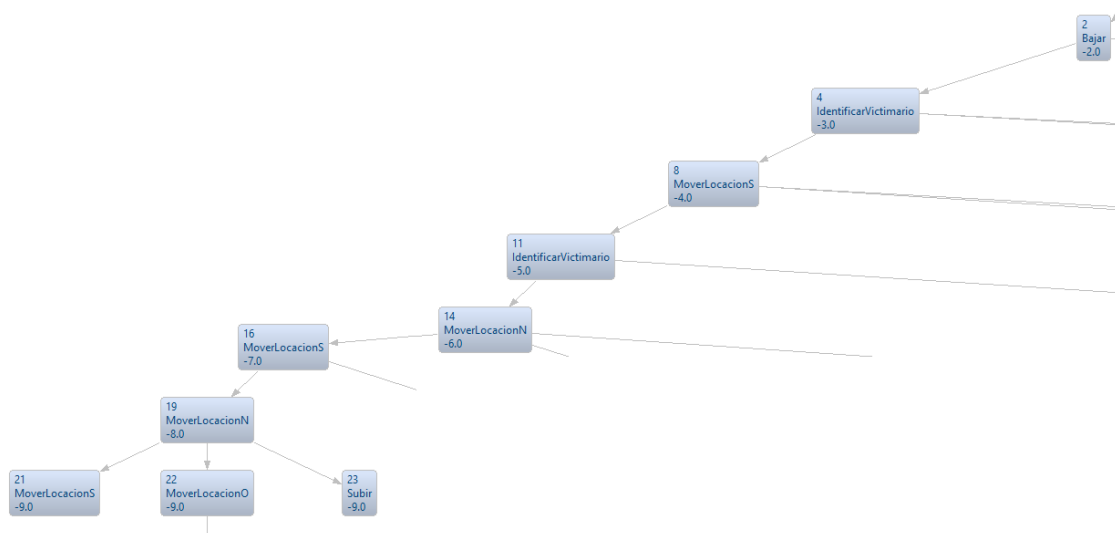 2
Bajar
-2.0
4
IdentificarVictimario
-3.0
8
MoverLocacionS
-4.0
11
IdentificarVictimario
-5.0
14
MoverLocacionN
-6.0
16
MoverLocacionS
-7.0
19
MoverLocacionN
-8.0
21
MoverLocacionS
-9.0
22
MoverLocacionO
-9.0
23
Subir
-9.0